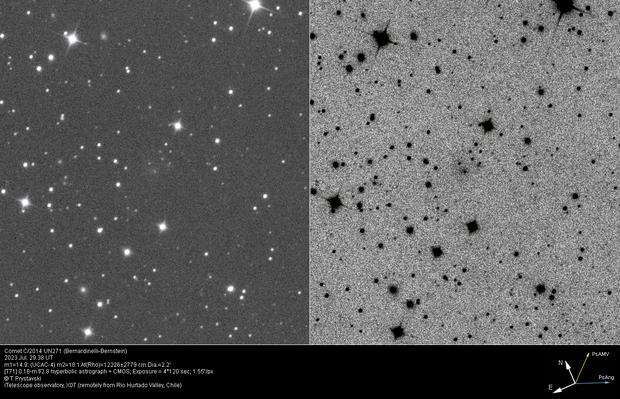 Comet C/2014 UN271 (Bernardinelli-Bernstein)
2023 Jul. 29.38 UT
m1=14.9: (UCAC-4) m2=18.1 Af(Rho)=12226±2779 cm Dia.=2.2'
[T71] 0.18-m f/2.8 hyperbolic astrograph + CMOS; Exposure = 4*120 sec; 1.55"/px
© T. Prystavski
iTelescope observatory, X07 (remotely from Rio Hurtado Valley, Chile)
PsAMV
N
PsAng
E